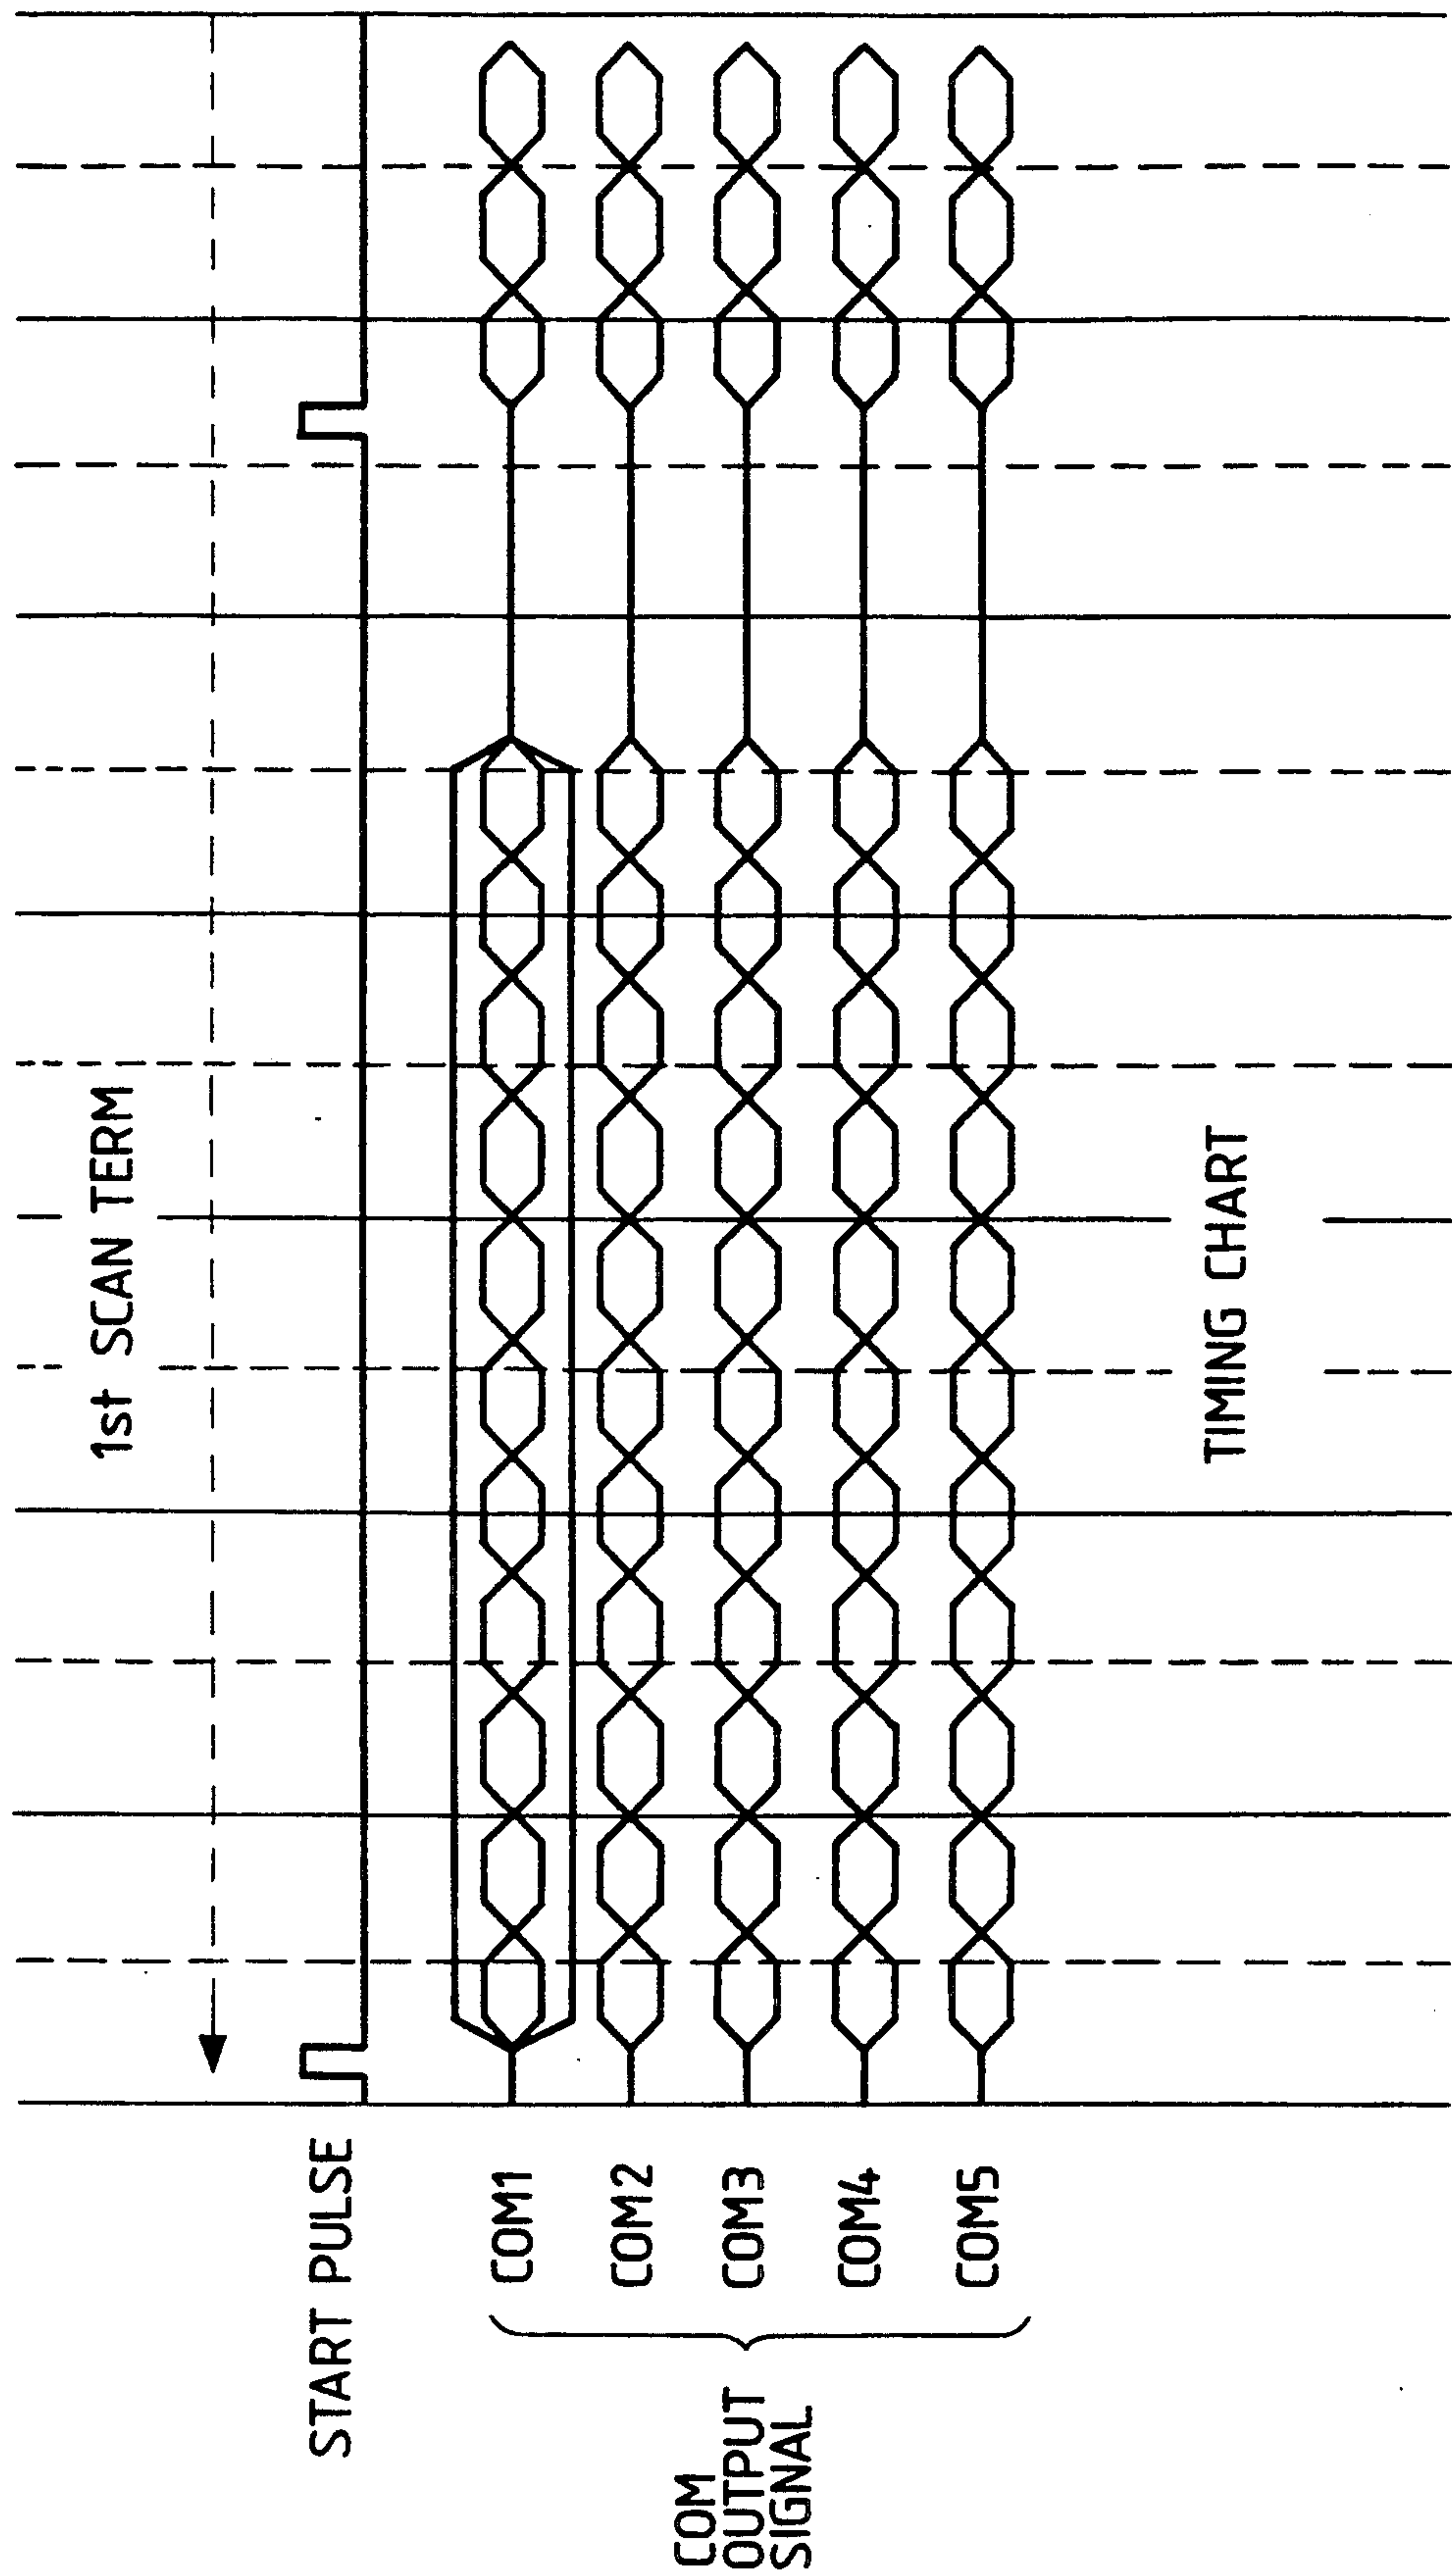 1st SCAN TERM
START PULSE
COM1
COM2
COM3
COM4
COM5
COM
OUTPUT
SIGNAL
TIMING CHART